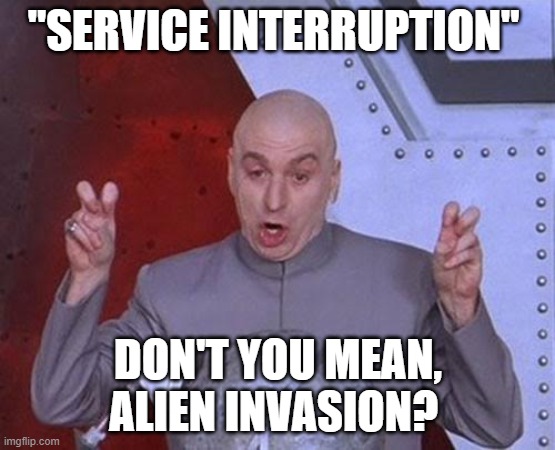 "SERVICE INTERRUPTION"
DON'T YOU MEAN,
ALIEN INVASION?
imgflip.com